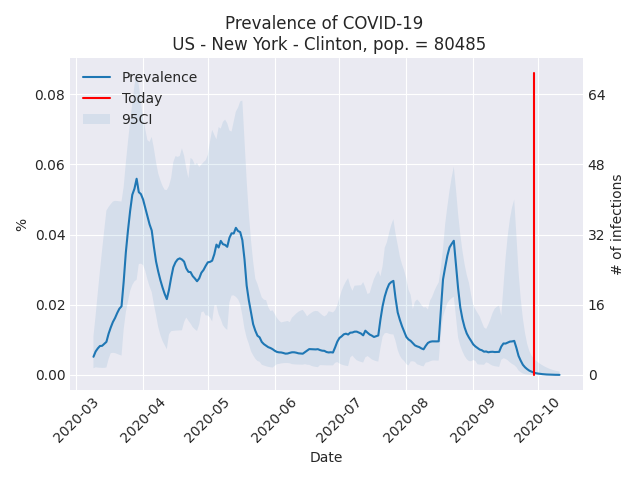 Prevalence of COVID-19
US - New York - Clinton, pop. = 80485
Prevalence
Today
95CI
0.08
0.06
0.04
0.02
0.00
%
64
48
32
16
0
# of infections
2020-03
2020-04
2020-05
2020-06
2020-07
2020-08
2020-09
2020-10
Date